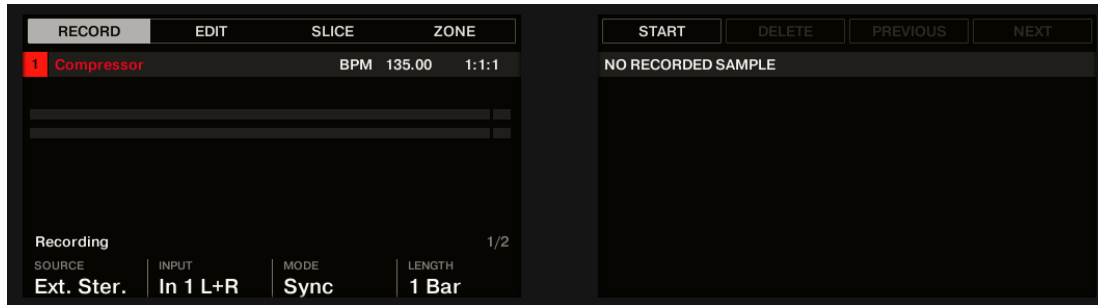 RECORD EDIT SLICE ZONE
START DELETE PREVIOUS NEXT
1 Compressor BPM 135.00 1:1:1
NO RECORDED SAMPLE
Recording 1/2
SOURCE INPUT MODE LENGTH
Ext. Ster. In 1 L+R Sync 1 Bar